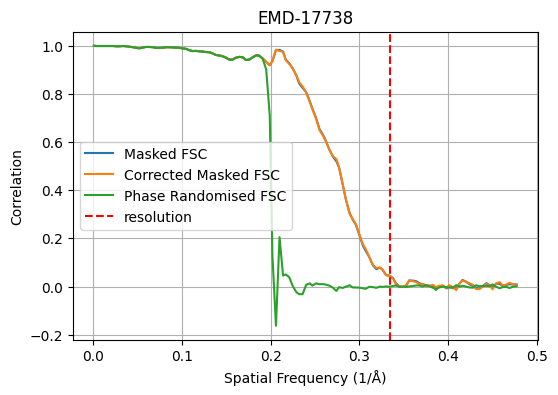 EMD-17738
1.0
0.8
0.6
0.4
0.2
0.0
−0.2
Correlation
Masked FSC
Corrected Masked FSC
Phase Randomised FSC
resolution
0.0 0.1 0.2 0.3 0.4 0.5
Spatial Frequency (1/Å)